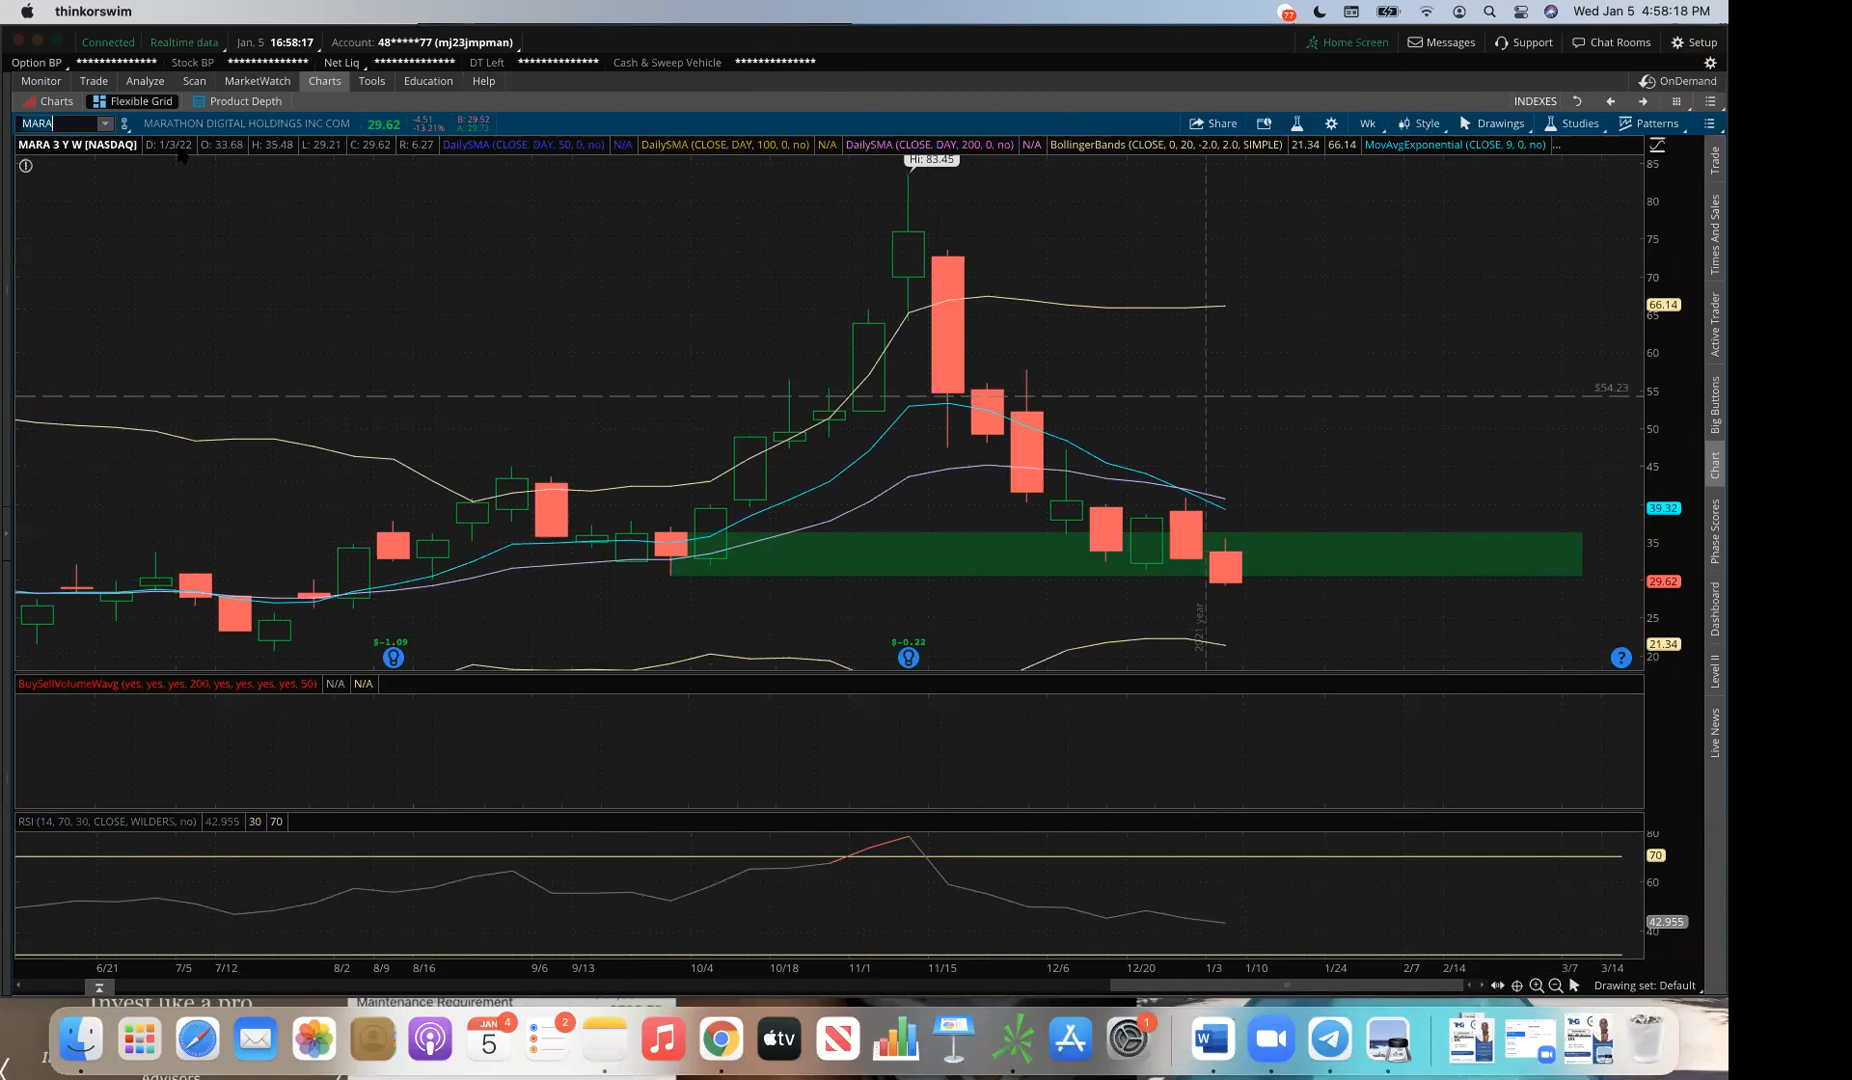 thinkorswim
77
Wed Jan 5 4:58:18 PM
Connected
Realtime data
Jan, 5 16:58:17
Account: 48*****77 (mj23jmpman)
Home Screen
Messages
Support
Chat Rooms
Setup
Option BP **************
Stock BP **************
Net Liq **************
DT Left **************
Cash & Sweep Vehicle **************
Monitor
Trade
Analyze
Scan
MarketWatch
Charts
Tools
Education
Help
OnDemand
Charts
Flexible Grid
Product Depth
INDEXES
MARA
MARATHON DIGITAL HOLDINGS INC COM
29.62
-4.51
-13.21%
B: 29.52
A: 29.73
Share
Wk
Style
Drawings
Studies
Patterns
MARA 3 Y W [NASDAQ]
D: 1/3/22
O: 33.68
H: 35.48
L: 29.21
C: 29.62
R: 6.27
DailySMA (CLOSE, DAY, 50, 0, no)
N/A
DailySMA (CLOSE, DAY, 100, 0, no)
N/A
DailySMA (CLOSE, DAY, 200, 0, no)
N/A
BollingerBands (CLOSE, 0, 20, -2.0, 2.0, SIMPLE)
21.34
66.14
MovAvgExponential (CLOSE, 9, 0, no)
...
Hi: 83.45
85
80
75
70
66.14
65
60
$54.23
55
50
45
39.32
35
29.62
25
21.34
20
2021 year
$-1.09
$-0.22
?
BuySellVolumeWavg (yes, yes, yes, 200, yes, yes, yes, yes, 50)
N/A
N/A
RSI (14, 70, 30, CLOSE, WILDERS, no)
42.955
30
70
80
70
60
42.955
40
6/21
7/5
7/12
8/2
8/9
8/16
9/6
9/13
10/4
10/18
11/1
11/15
12/6
12/20
1/3
1/10
1/24
2/7
2/14
3/7
3/14
Drawing set: Default
Trade
Times And Sales
Active Trader
Big Buttons
Chart
Phase Scores
Dashboard
Level II
Live News
Invest like a pro
Maintenance Requirement
JAN
5
4
2
tv
1
W
Advisors